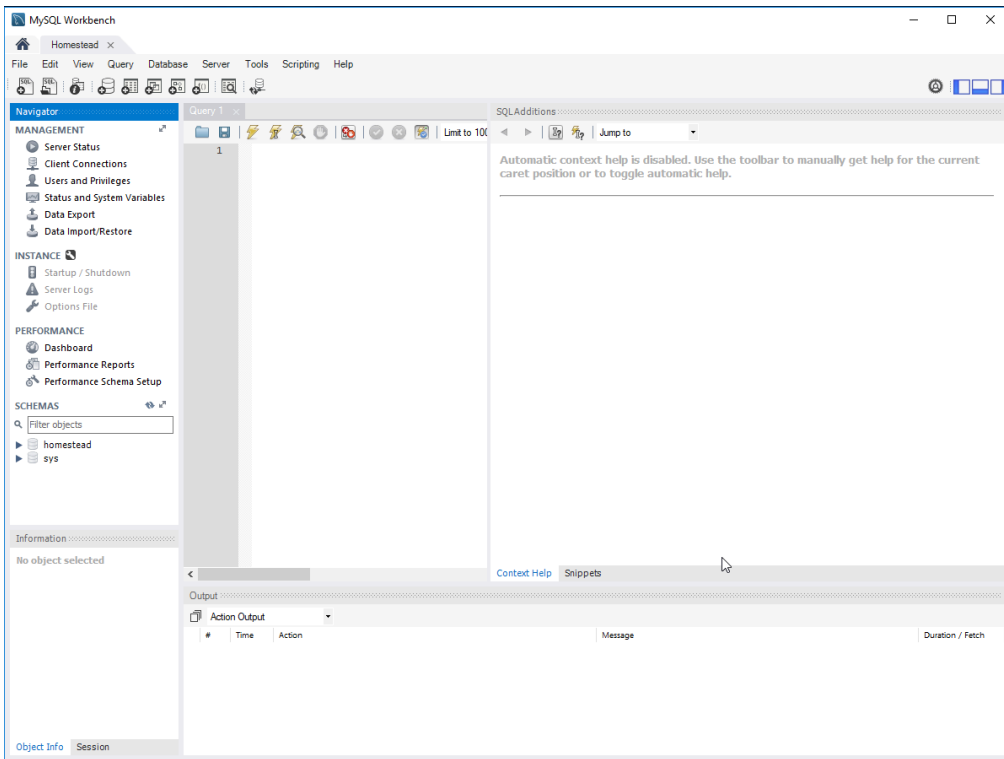 MySQL Workbench
Homestead
File Edit View Query Database Server Tools Scripting Help
Navigator
MANAGEMENT
Server Status
Client Connections
Users and Privileges
Status and System Variables
Data Export
Data Import/Restore
INSTANCE
Startup / Shutdown
Server Logs
Options File
PERFORMANCE
Dashboard
Performance Reports
Performance Schema Setup
SCHEMAS
Filter objects
homestead
sys
Information
No object selected
Object Info Session
Query 1
Limit to 100
1
SQLAdditions
Jump to
Automatic context help is disabled. Use the toolbar to manually get help for the current
caret position or to toggle automatic help.
Context Help Snippets
Output
Action Output
# Time Action Message Duration / Fetch